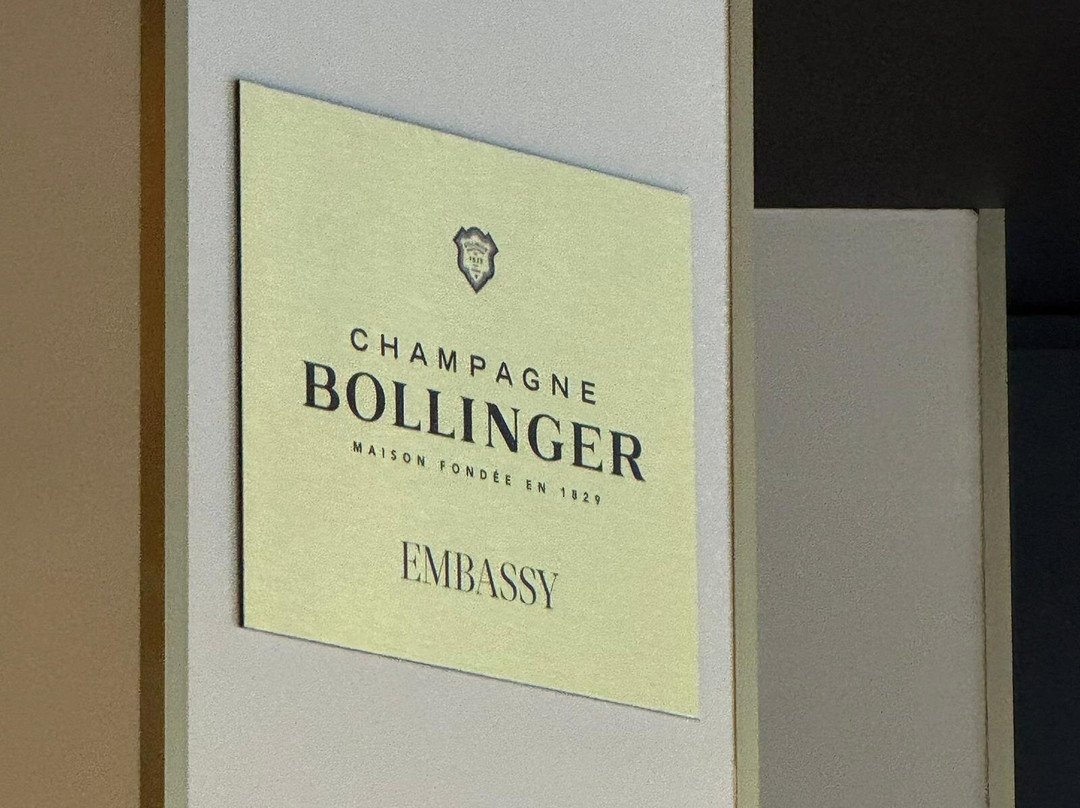 CHAMPAGNE
BOLLINGER
MAISON FONDÉE EN 1829
EMBASSY